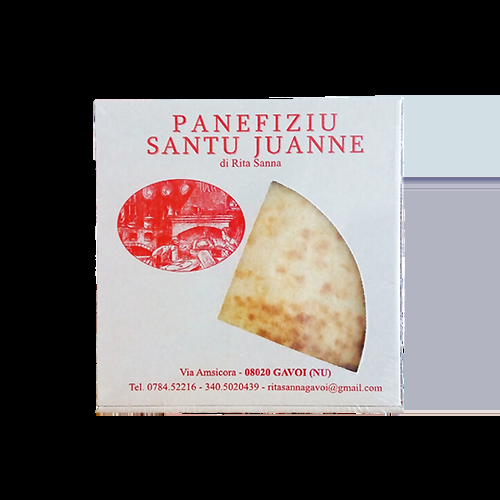 PANEFIZIU
SANTU JUANNE
di Rita Sanna
Via Amsicora - 08020 GAVOI (NU)
Tel. 0784.52216 - 340.5020439 - ritasannagavoi@gmail.com